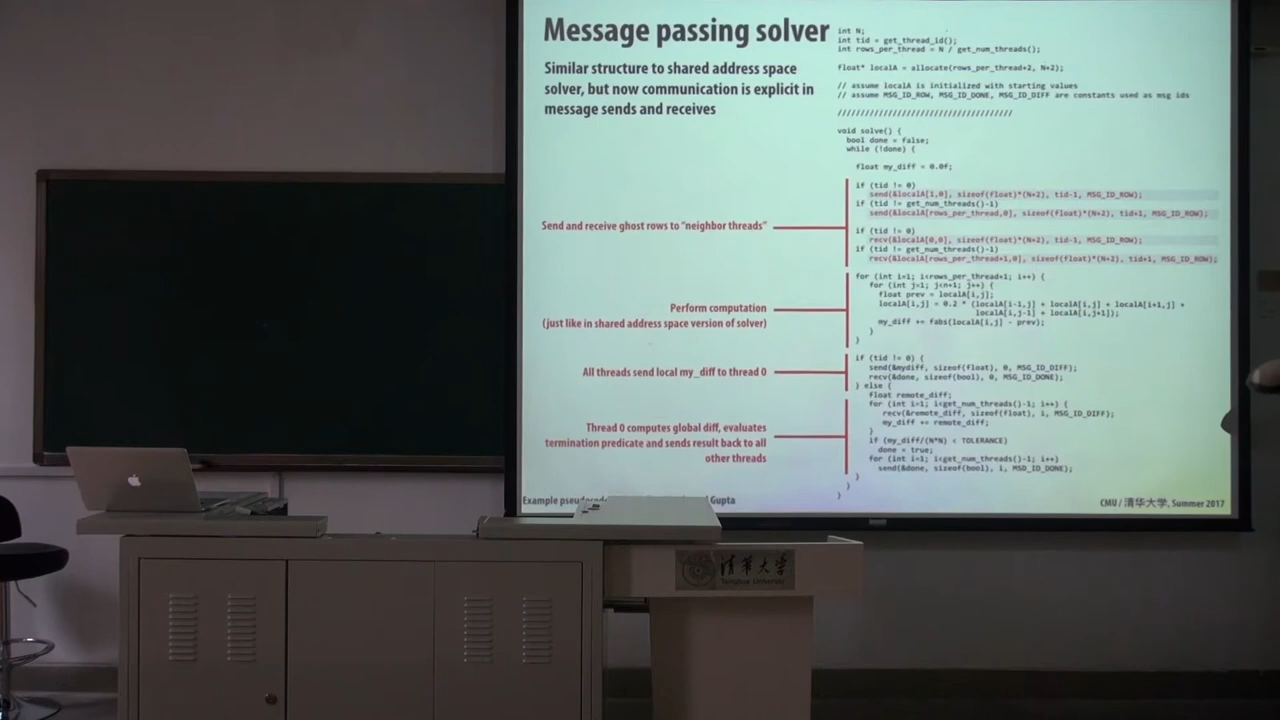 Message passing solver
Similar structure to shared address space
solver, but now communication is explicit in
message sends and receives
Send and receive ghost rows to “neighbor threads”
Perform computation
(just like in shared address space version of solver)
All threads send local my_diff to thread 0
Thread 0 computes global diff, evaluates
termination predicate and sends result back to all
other threads
int N;
int tid = get_thread_id();
int rows_per_thread = N / get_num_threads();
float* localA = allocate(rows_per_thread+2, N+2);
// assume localA is initialized with starting values
// assume MSG_ID_ROW, MSG_ID_DONE, MSG_ID_DIFF are constants used as msg ids
//////////////////////////////////////
void solve() {
bool done = false;
while (!done) {
float my_diff = 0.0f;
if (tid != 0)
send(&localA[1,0], sizeof(float)*(N+2), tid-1, MSG_ID_ROW);
if (tid != get_num_threads()-1)
send(&localA[rows_per_thread,0], sizeof(float)*(N+2), tid+1, MSG_ID_ROW);
if (tid != 0)
recv(&localA[0,0], sizeof(float)*(N+2), tid-1, MSG_ID_ROW);
if (tid != get_num_threads()-1)
recv(&localA[rows_per_thread+1,0], sizeof(float)*(N+2), tid+1, MSG_ID_ROW);
for (int i=1; i<rows_per_thread+1; i++) {
for (int j=1; j<n+1; j++) {
float prev = localA[i,j];
localA[i,j] = 0.2 * (localA[i-1,j] + localA[i,j] + localA[i+1,j] +
localA[i,j-1] + localA[i,j+1]);
my_diff += fabs(localA[i,j] - prev);
}
}
if (tid != 0) {
send(&mydiff, sizeof(float), 0, MSG_ID_DIFF);
recv(&done, sizeof(bool), 0, MSG_ID_DONE);
} else {
float remote_diff;
for (int i=1; i<get_num_threads()-1; i++) {
recv(&remote_diff, sizeof(float), i, MSG_ID_DIFF);
my_diff += remote_diff;
}
if (my_diff/(N*N) < TOLERANCE)
done = true;
for (int i=1; i<get_num_threads()-1; i++)
send(&done, sizeof(bool), i, MSD_ID_DONE);
}
}
}
Example Gupta
CMU / 清华大学, Summer 2017
清华大学
Tsinghua University